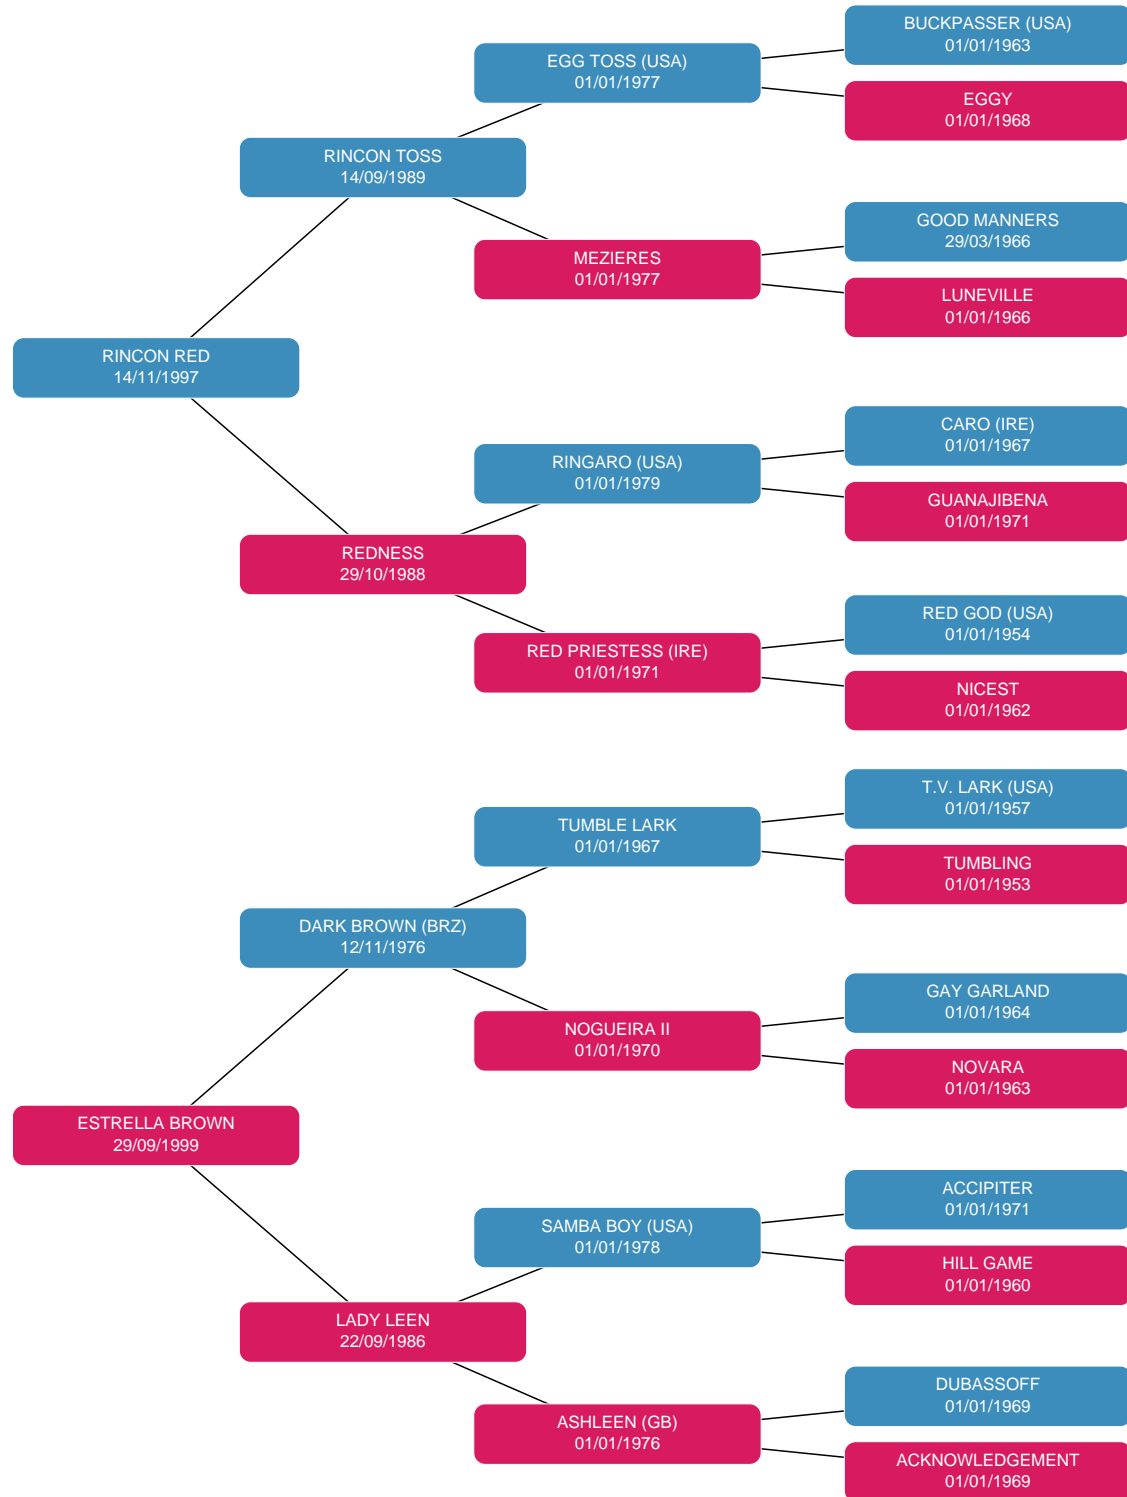 BUCKPASSER (USA)
01/01/1963
EGG TOSS (USA)
01/01/1977
EGGY
01/01/1968
RINCON TOSS
14/09/1989
GOOD MANNERS
29/03/1966
MEZIERES
01/01/1977
LUNEVILLE
01/01/1966
RINCON RED
14/11/1997
CARO (IRE)
01/01/1967
RINGARO (USA)
01/01/1979
GUANAJIBENA
01/01/1971
REDNESS
29/10/1988
RED GOD (USA)
01/01/1954
RED PRIESTESS (IRE)
01/01/1971
NICEST
01/01/1962
T.V. LARK (USA)
01/01/1957
TUMBLE LARK
01/01/1967
TUMBLING
01/01/1953
DARK BROWN (BRZ)
12/11/1976
GAY GARLAND
01/01/1964
NOGUEIRA II
01/01/1970
NOVARA
01/01/1963
ESTRELLA BROWN
29/09/1999
ACCIPITER
01/01/1971
SAMBA BOY (USA)
01/01/1978
HILL GAME
01/01/1960
LADY LEEN
22/09/1986
DUBASSOFF
01/01/1969
ASHLEEN (GB)
01/01/1976
ACKNOWLEDGEMENT
01/01/1969